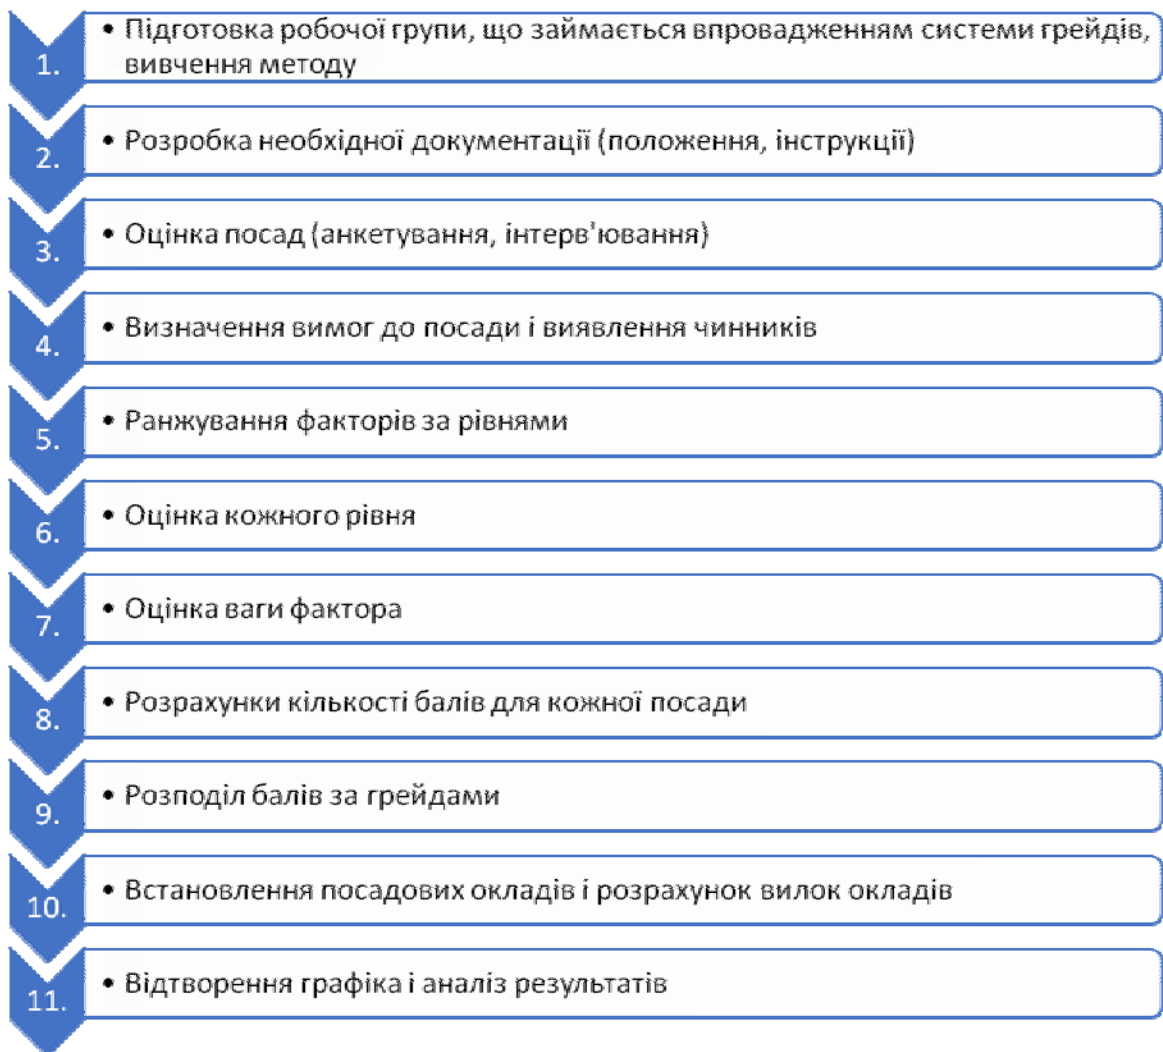 1.
• Підготовка робочої групи, що займається впровадженням системи грейдів,
вивчення методу
2.
• Розробка необхідної документації (положення, інструкції)
3.
• Оцінка посад (анкетування, інтерв'ювання)
4.
• Визначення вимог до посади і виявлення чинників
5.
• Ранжування факторів за рівнями
6.
• Оцінка кожного рівня
7.
• Оцінка ваги фактора
8.
• Розрахунки кількості балів для кожної посади
9.
• Розподіл балів за грейдами
10.
• Встановлення посадових окладів і розрахунок вилок окладів
11.
• Відтворення графіка і аналіз результатів